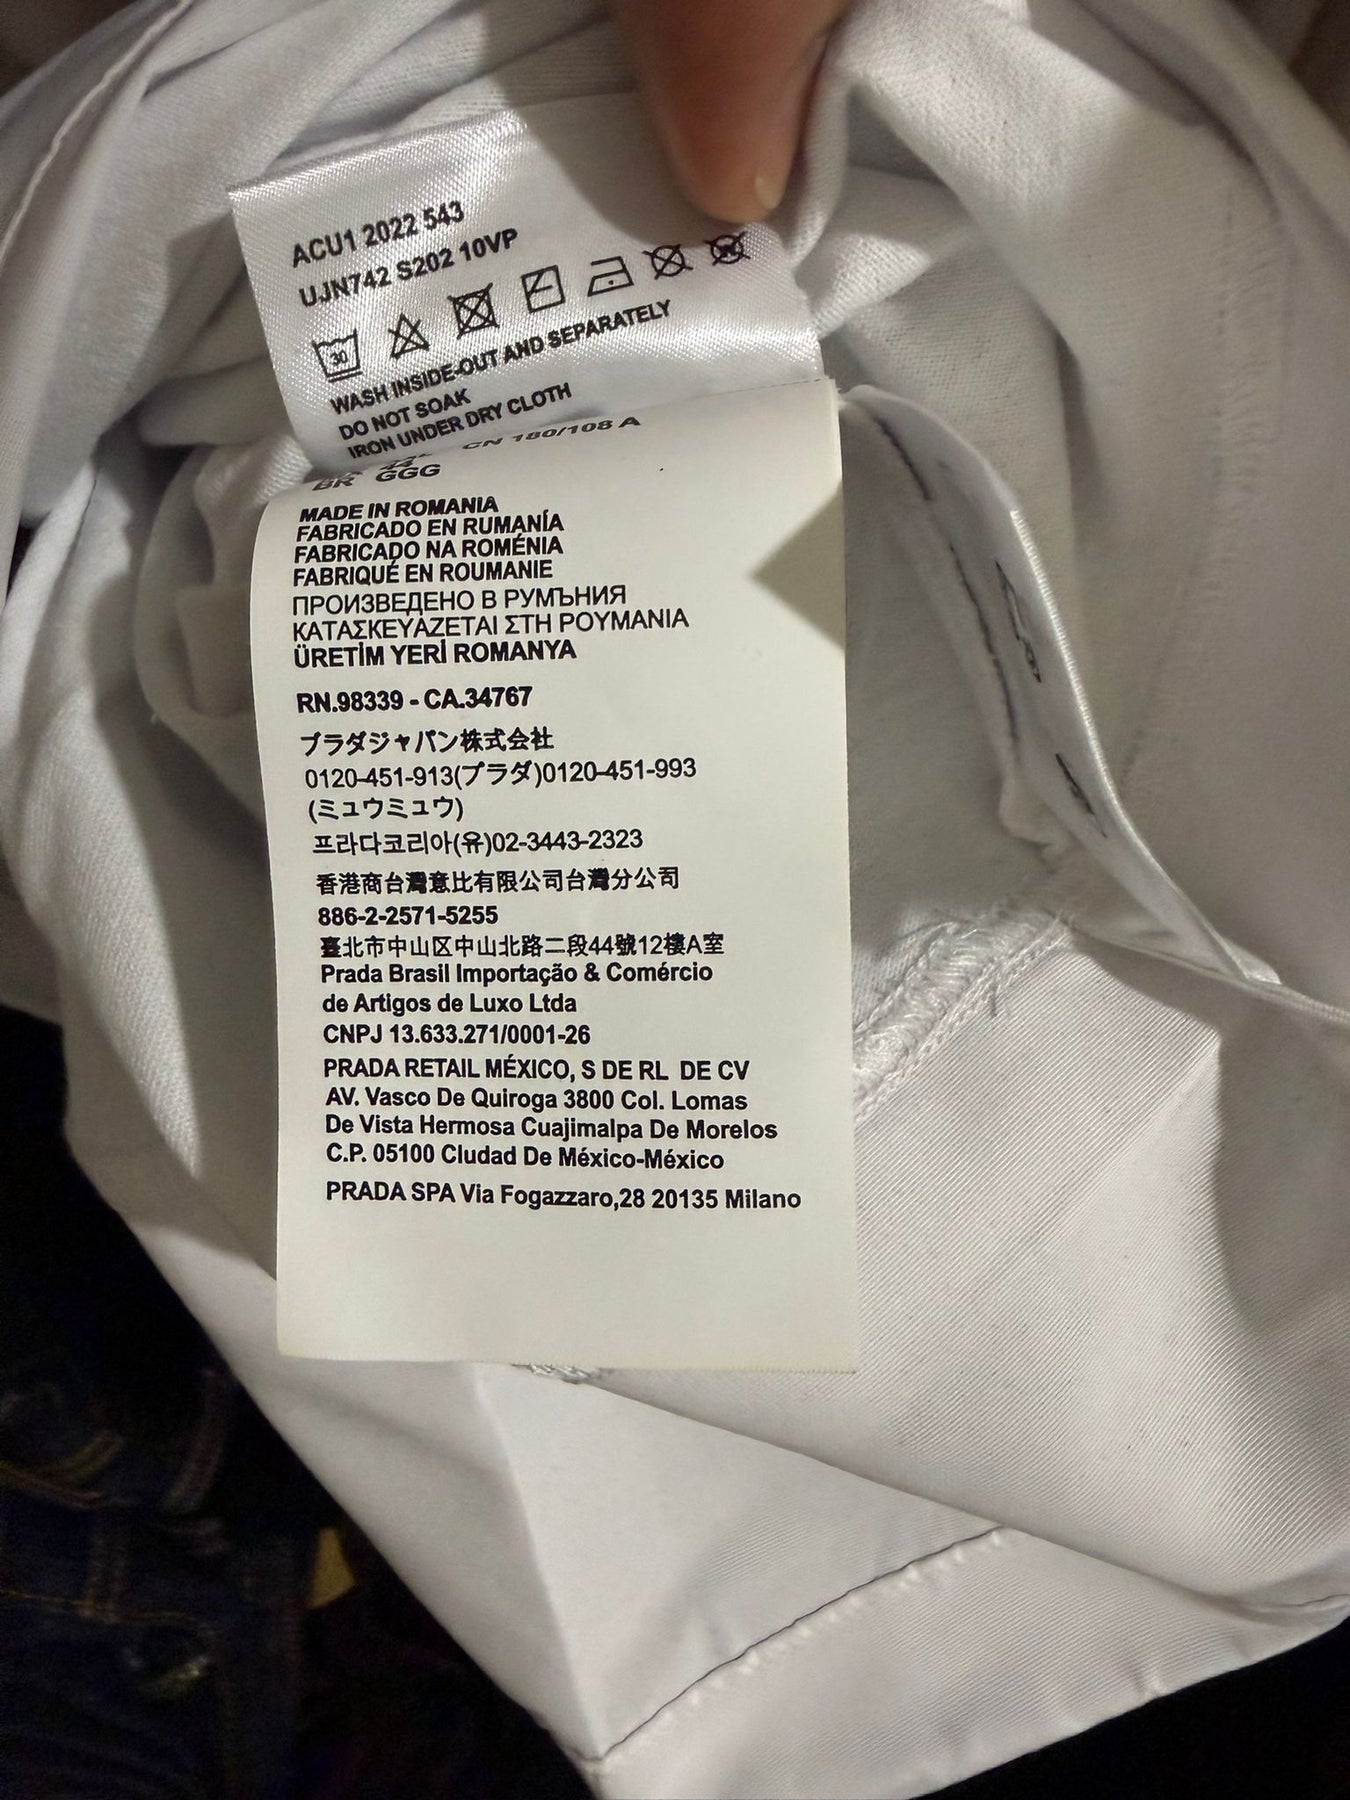 ACU1 2022 543
UJN742 S202 10VP
30
WASH INSIDE-OUT AND SEPARATELY
DO NOT SOAK
IRON UNDER DRY CLOTH
CN 180/108 A
BR GGG
MADE IN ROMANIA
FABRICADO EN RUMANÍA
FABRICADO NA ROMÉNIA
FABRIQUÉ EN ROUMANIE
ПРОИЗВЕДЕНО В РУМЪНИЯ
ΚΑΤΑΣΚΕΥΑΖΕΤΑΙ ΣΤΗ ΡΟΥΜΑΝΙΑ
ÜRETİM YERİ ROMANYA
RN.98339 - CA.34767
プラダジャパン株式会社
0120-451-913(プラダ)0120-451-993
(ミュウミュウ)
프라다코리아(유)02-3443-2323
香港商台灣意比有限公司台灣分公司
886-2-2571-5255
臺北市中山区中山北路二段44號12樓A室
Prada Brasil Importação & Comércio
de Artigos de Luxo Ltda
CNPJ 13.633.271/0001-26
PRADA RETAIL MÉXICO, S DE RL DE CV
AV. Vasco De Quiroga 3800 Col. Lomas
De Vista Hermosa Cuajimalpa De Morelos
C.P. 05100 Cludad De México-México
PRADA SPA Via Fogazzaro,28 20135 Milano